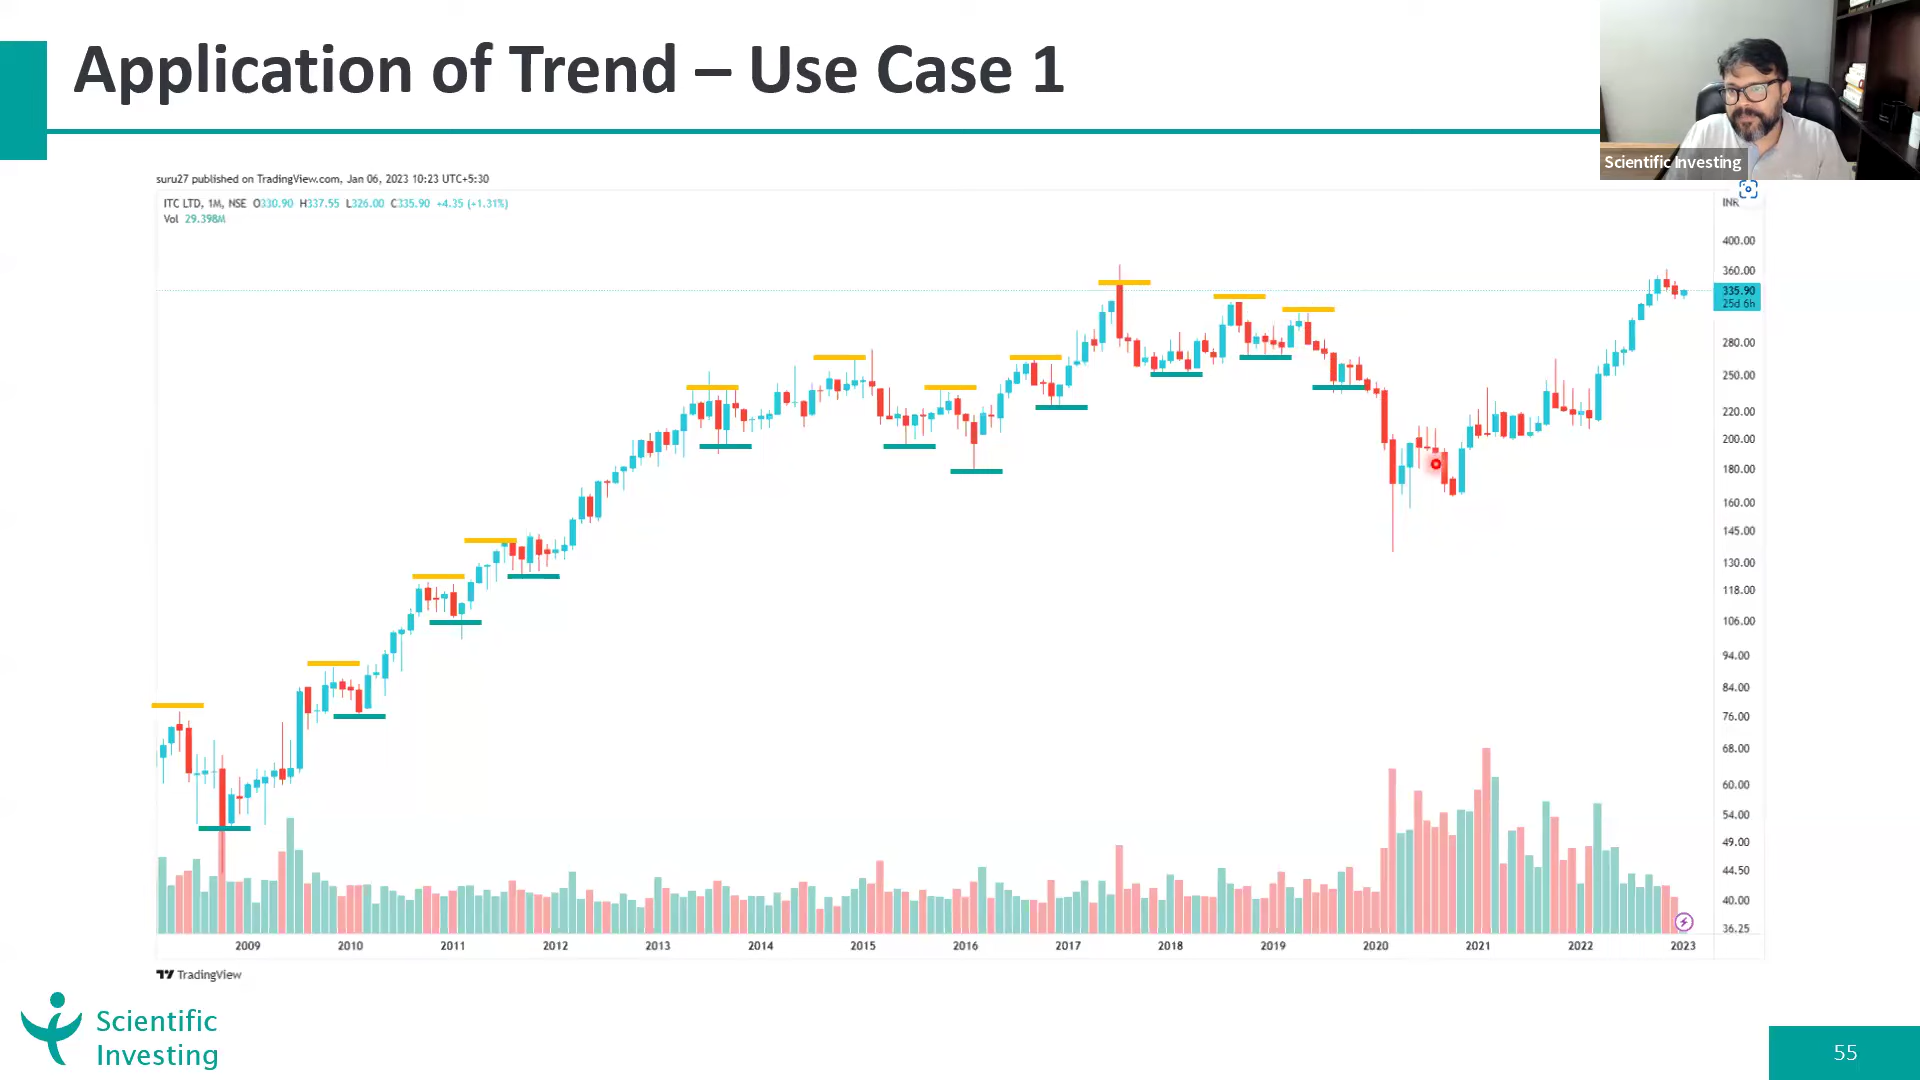 Application of Trend – Use Case 1
Scientific Investing
suru27 published on TradingView.com, Jan 06, 2023 10:23 UTC+5:30
ITC LTD, 1M, NSE O330.90 H337.55 L326.00 C335.90 +4.35 (+1.31%)
Vol 29.398M
INR
400.00
360.00
335.90
25d 6h
280.00
250.00
220.00
200.00
180.00
160.00
145.00
130.00
118.00
106.00
94.00
84.00
76.00
68.00
60.00
54.00
49.00
44.50
40.00
36.25
2009 2010 2011 2012 2013 2014 2015 2016 2017 2018 2019 2020 2021 2022 2023
TradingView
Scientific
Investing
55